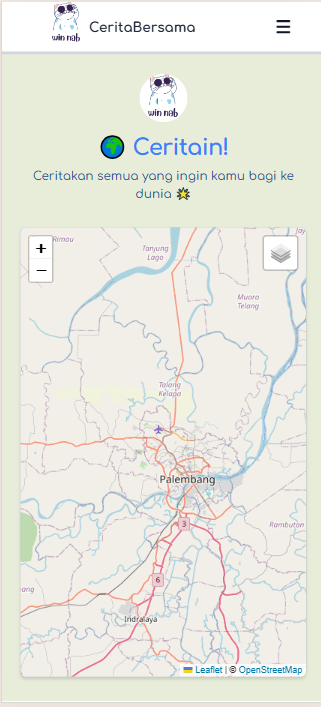 win nab
CeritaBersama
win nab
Ceritain!
Ceritakan semua yang ingin kamu bagi ke
dunia
+
−
Rimau
Tanjung
Lago
Muara
Telang
Talang
Kelapa
Palembang
3
Rambutan
6
ang
Indralaya
Leaflet | © OpenStreetMap